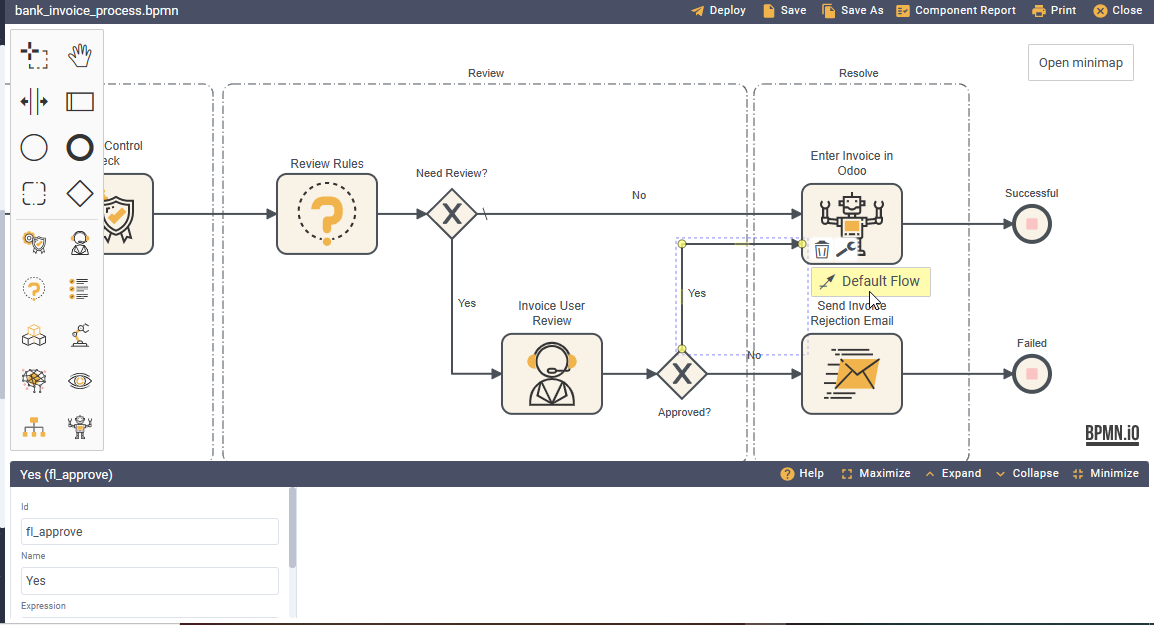 bank_invoice_process.bpmn
Deploy
Save
Save As
Component Report
Print
Close
Open minimap
Review
Resolve
Control
eck
Review Rules
Need Review?
No
Enter Invoice in
Odoo
Successful
Default Flow
Yes
Yes
Invoice User
Review
Send Invoice
Rejection Email
No
Failed
Approved?
BPMN.iO
Yes (fl_approve)
Help
Maximize
Expand
Collapse
Minimize
Id
fl_approve
Name
Yes
Expression